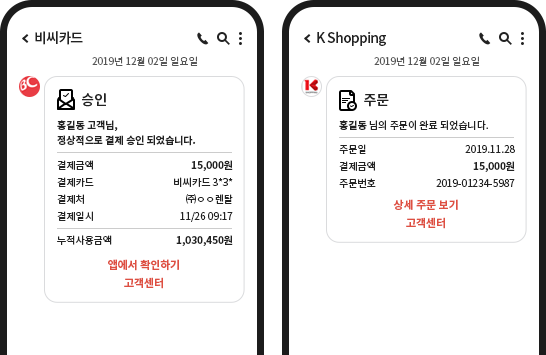 비씨카드
2019년 12월 02일 일요일
승인
홍길동 고객님,
정상적으로 결제 승인 되었습니다.
결제금액 15,000원
결제카드 비씨카드 3*3*
결제처 ㈜ㅇㅇ렌탈
결제일시 11/26 09:17
누적사용금액 1,030,450원
앱에서 확인하기
고객센터
K Shopping
2019년 12월 02일 일요일
주문
홍길동 님의 주문이 완료 되었습니다.
주문일 2019.11.28
결제금액 15,000원
주문번호 2019-01234-5987
상세 주문 보기
고객센터